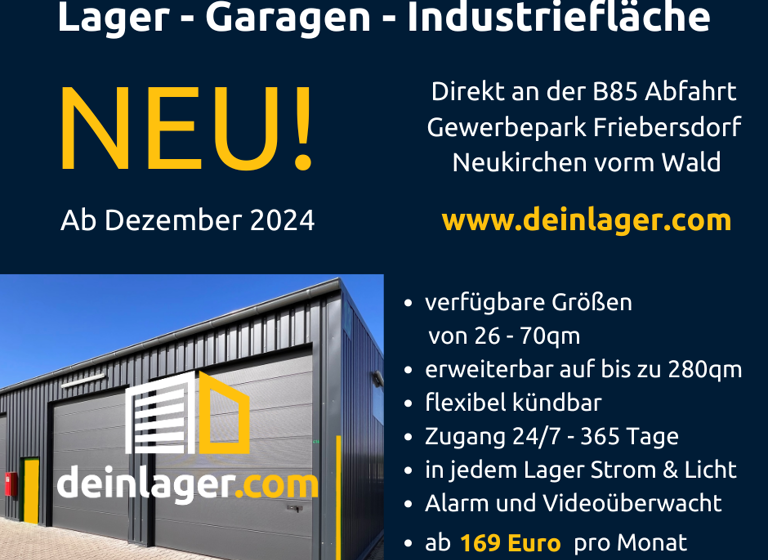 Lager - Garagen - Industriefläche
NEU!
Ab Dezember 2024
Direkt an der B85 Abfahrt
Gewerbepark Friebersdorf
Neukirchen vorm Wald
www.deinlager.com
deinlager.com
• verfügbare Größen
von 26 - 70qm
• erweiterbar auf bis zu 280qm
• flexibel kündbar
• Zugang 24/7 - 365 Tage
• in jedem Lager Strom & Licht
• Alarm und Videoüberwacht
• ab 169 Euro pro Monat